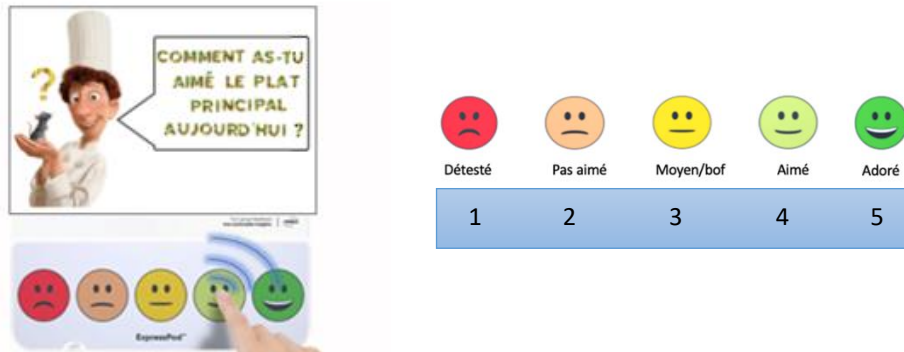 ?
COMMENT AS-TU
AIMÉ LE PLAT
PRINCIPAL
AUJOURD'HUI ?
ExpressPod™
Détesté
Pas aimé
Moyen/bof
Aimé
Adoré
1
2
3
4
5